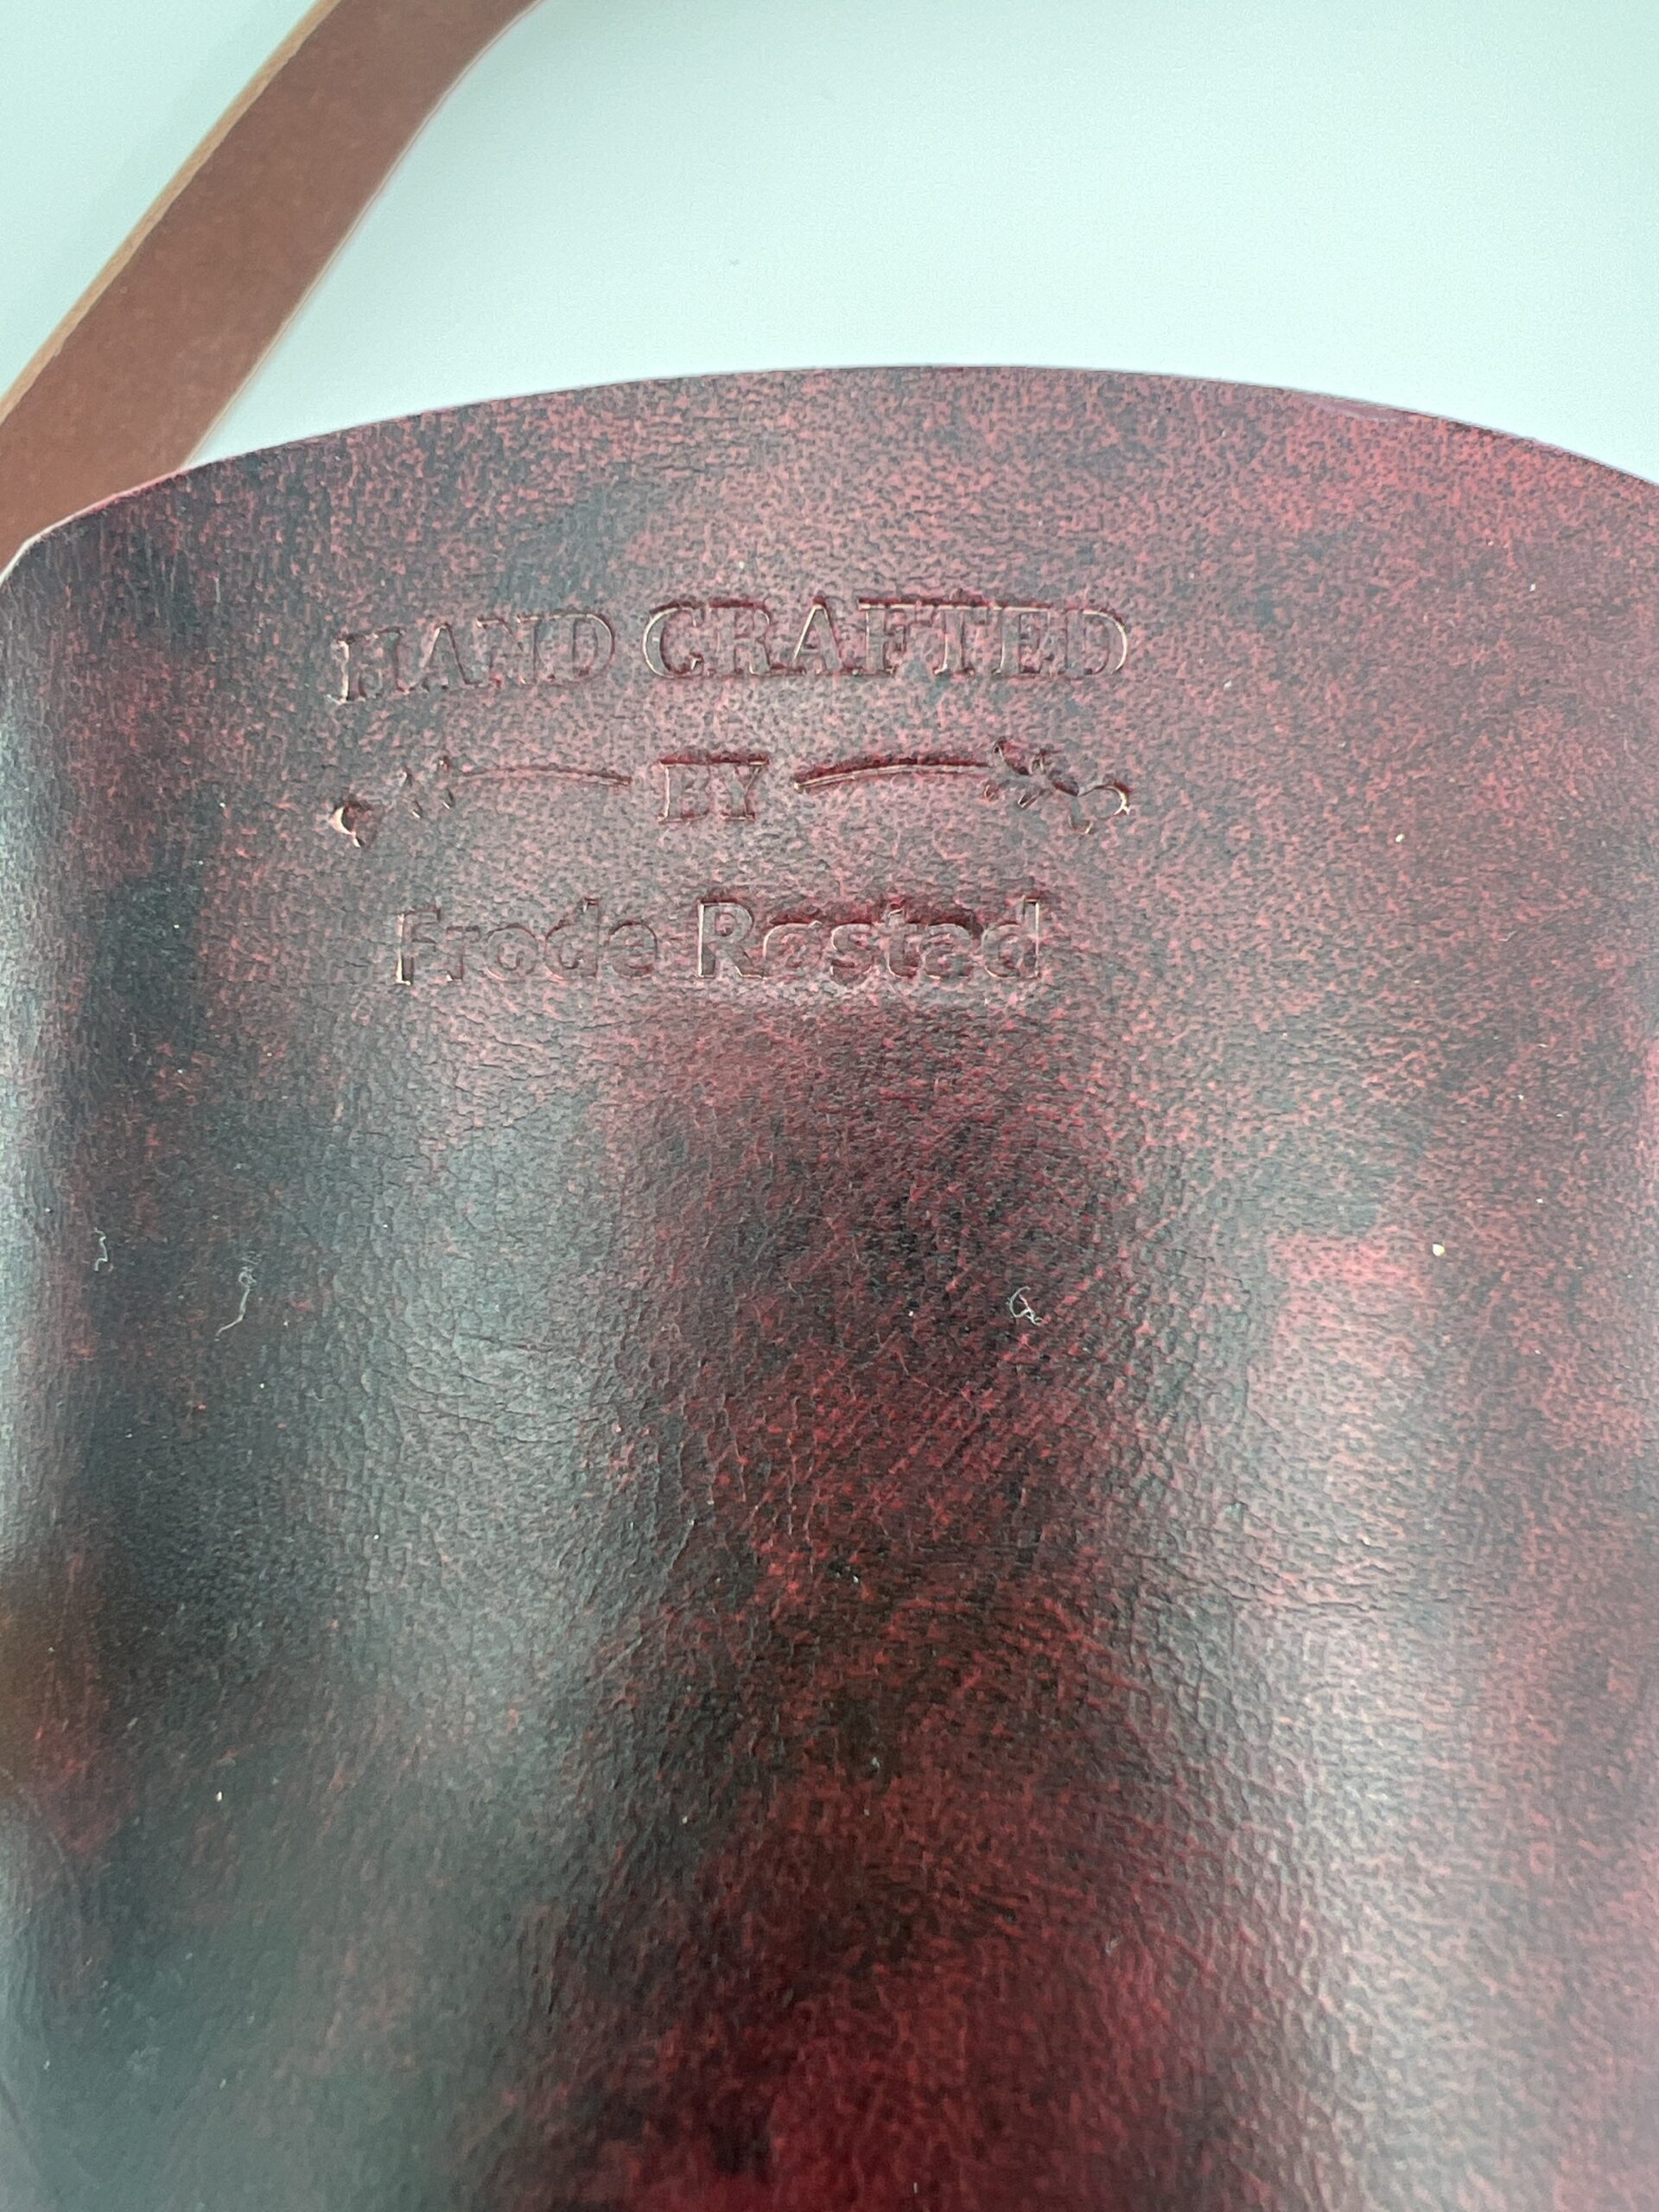 HAND CRAFTED
BY
Frode Røstad